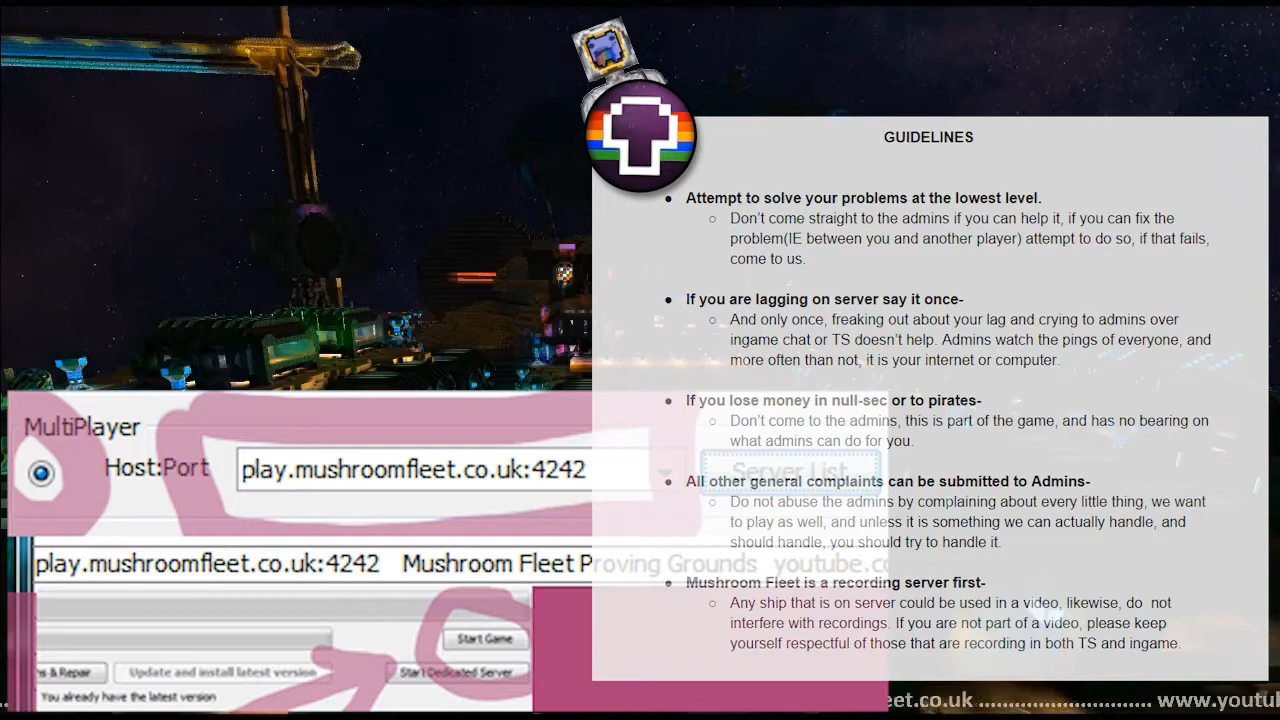 GUIDELINES
● Attempt to solve your problems at the lowest level.
○ Don't come straight to the admins if you can help it, if you can fix the
problem(IE between you and another player) attempt to do so, if that fails,
come to us.
● If you are lagging on server say it once-
○ And only once, freaking out about your lag and crying to admins over
ingame chat or TS doesn't help. Admins watch the pings of everyone, and
more often than not, it is your internet or computer.
● If you lose money in null-sec or to pirates-
○ Don't come to the admins, this is part of the game, and has no bearing on
what admins can do for you.
● All other general complaints can be submitted to Admins-
○ Do not abuse the admins by complaining about every little thing, we want
to play as well, and unless it is something we can actually handle, and
should handle, you should try to handle it.
● Mushroom Fleet is a recording server first-
○ Any ship that is on server could be used in a video, likewise, do not
interfere with recordings. If you are not part of a video, please keep
yourself respectful of those that are recording in both TS and ingame.
MultiPlayer
Host:Port play.mushroomfleet.co.uk:4242 Server List
play.mushroomfleet.co.uk:4242 Mushroom Fleet Proving Grounds youtube.co
Start Game
ns & Repair Update and install latest version Start Dedicated Server
You already have the latest version
eet.co.uk ................................ www.youtu